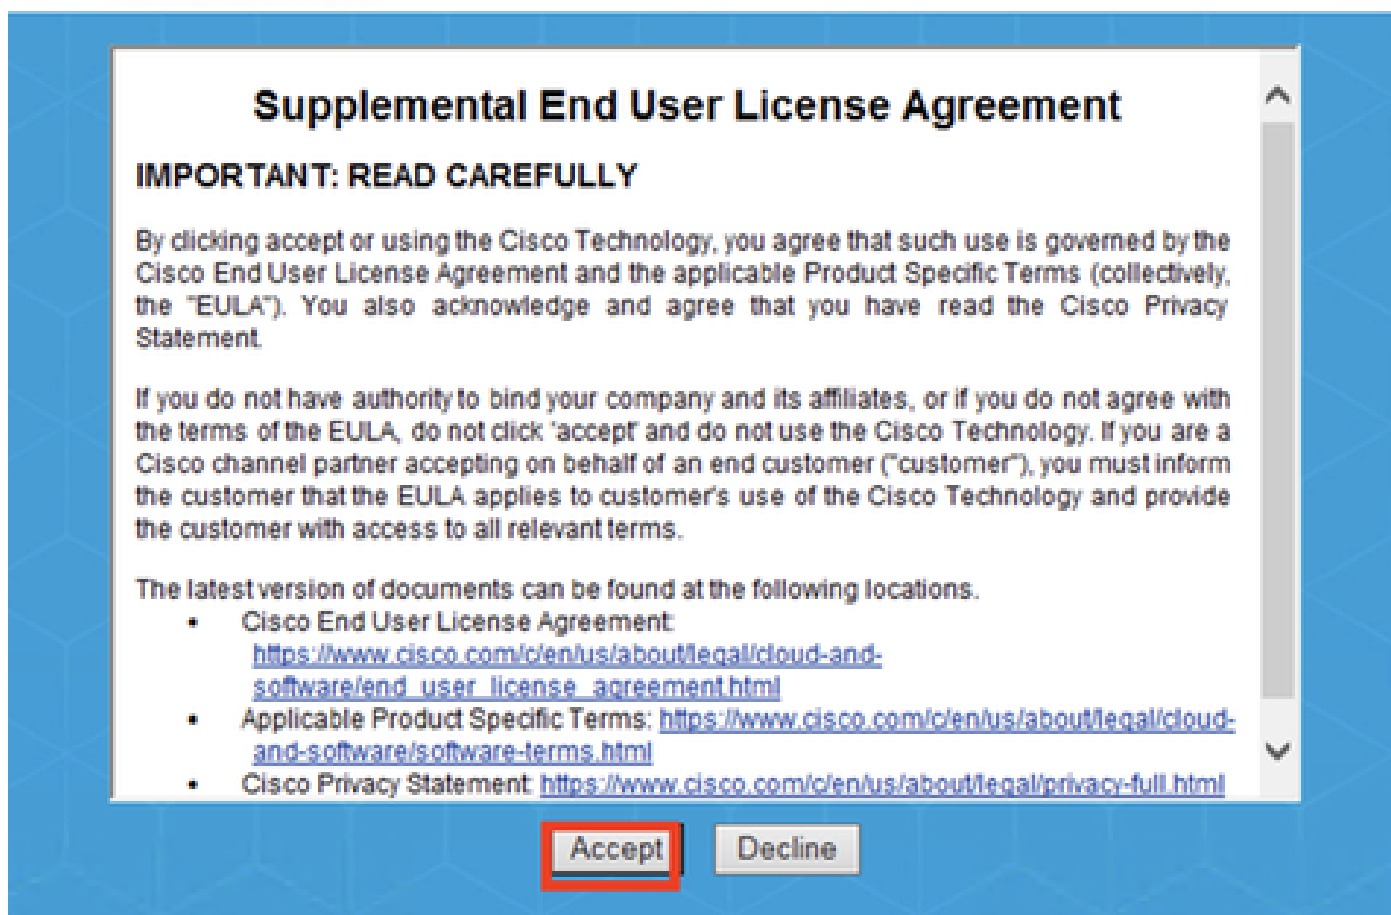 Supplemental End User License Agreement
IMPORTANT: READ CAREFULLY
By clicking accept or using the Cisco Technology, you agree that such use is governed by the
Cisco End User License Agreement and the applicable Product Specific Terms (collectively,
the "EULA"). You also acknowledge and agree that you have read the Cisco Privacy
Statement.
If you do not have authority to bind your company and its affiliates, or if you do not agree with
the terms of the EULA, do not click 'accept' and do not use the Cisco Technology. If you are a
Cisco channel partner accepting on behalf of an end customer ("customer"), you must inform
the customer that the EULA applies to customer's use of the Cisco Technology and provide
the customer with access to all relevant terms.
The latest version of documents can be found at the following locations.
• Cisco End User License Agreement:
https://www.cisco.com/c/en/us/about/legal/cloud-and-
software/end_user_license_agreement.html
• Applicable Product Specific Terms: https://www.cisco.com/c/en/us/about/legal/cloud-
and-software/software-terms.html
• Cisco Privacy Statement: https://www.cisco.com/c/en/us/about/legal/privacy-full.html
Accept Decline